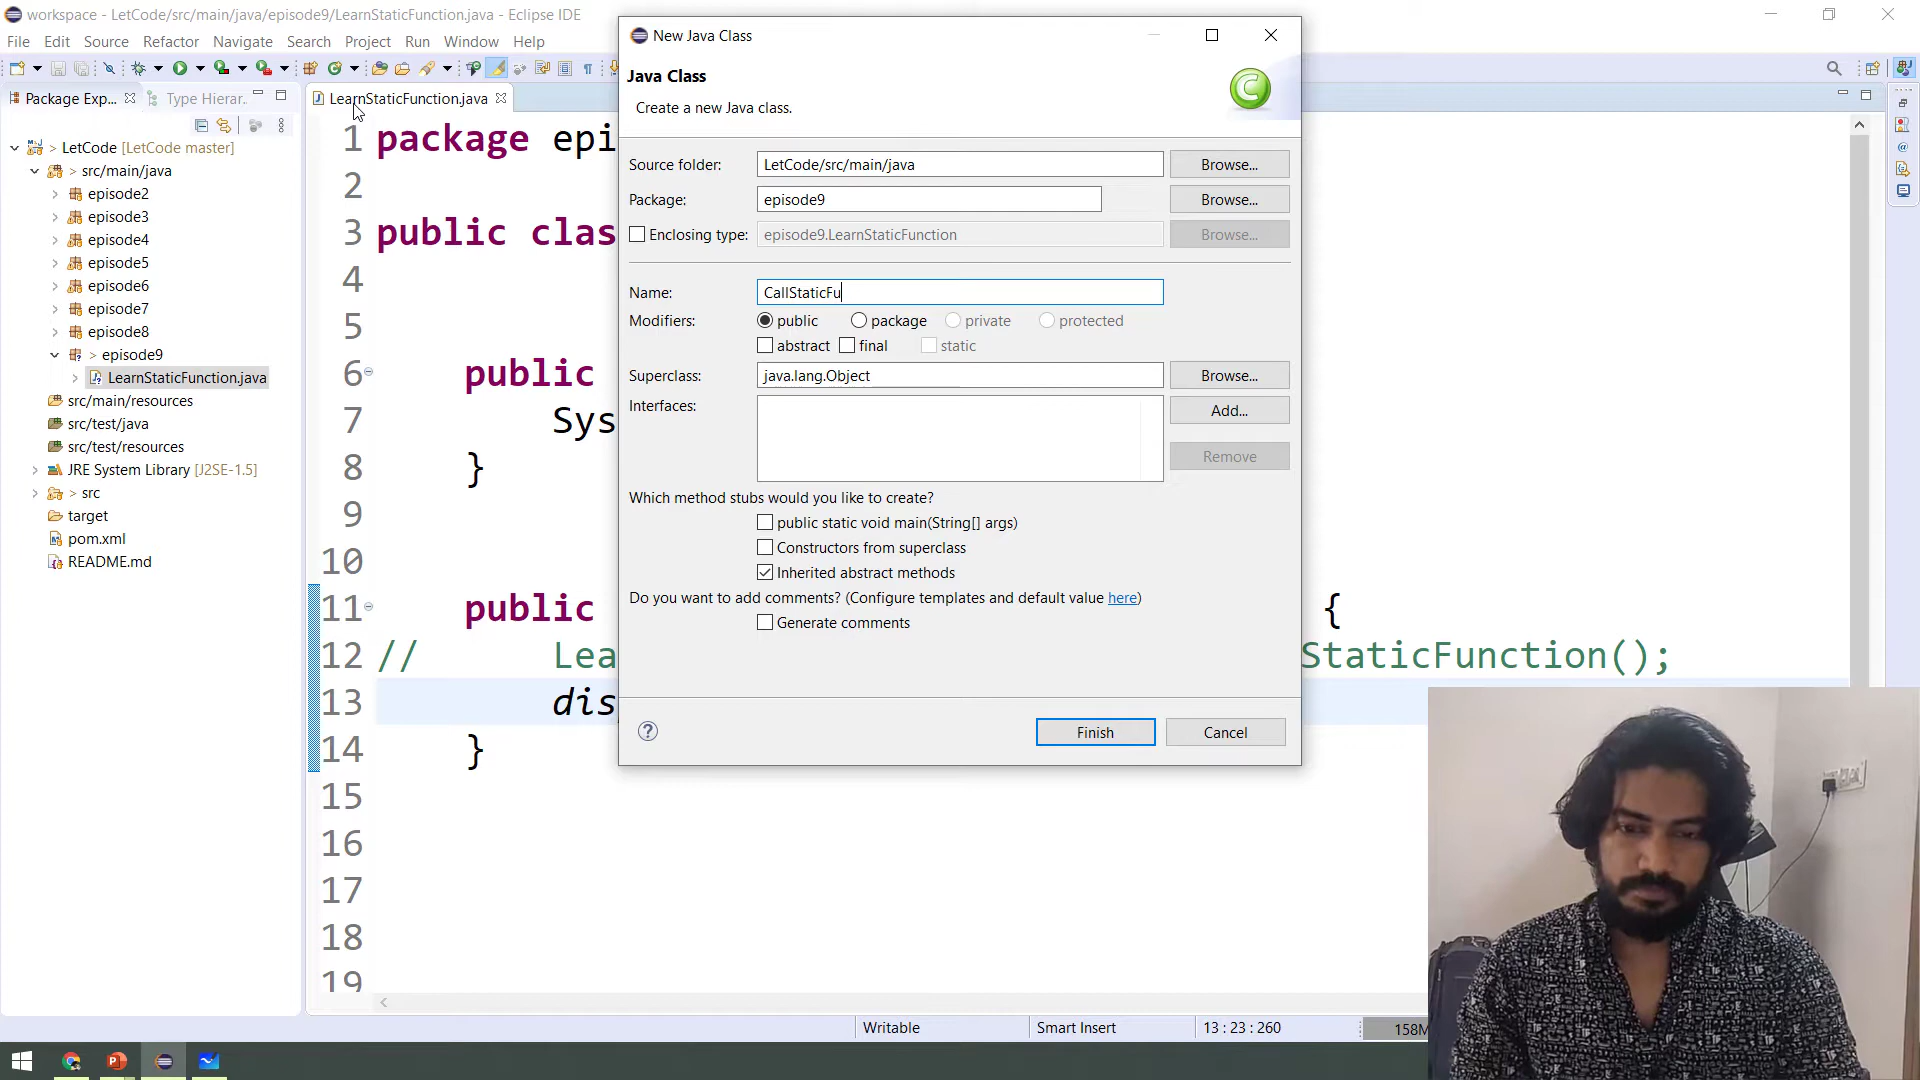 workspace - LetCode/src/main/java/episode9/LearnStaticFunction.java - Eclipse IDE
File Edit Source Refactor Navigate Search Project Run Window Help
Package Exp... Type Hierar...
LetCode [LetCode master]
src/main/java
episode2
episode3
episode4
episode5
episode6
episode7
episode8
episode9
LearnStaticFunction.java
src/main/resources
src/test/java
src/test/resources
JRE System Library [J2SE-1.5]
src
target
pom.xml
README.md
LearnStaticFunction.java
1 package epi
2
3 public clas
4
5
6 public
7 Sys
8 }
9
10
11 public {
12 // Lea StaticFunction();
13 dis
14 }
15
16
17
18
19
New Java Class
Java Class
Create a new Java class.
Source folder: LetCode/src/main/java Browse...
Package: episode9 Browse...
Enclosing type: episode9.LearnStaticFunction Browse...
Name: CallStaticFu
Modifiers: public package private protected
abstract final static
Superclass: java.lang.Object Browse...
Interfaces: Add...
Remove
Which method stubs would you like to create?
public static void main(String[] args)
Constructors from superclass
Inherited abstract methods
Do you want to add comments? (Configure templates and default value here)
Generate comments
Finish Cancel
Writable Smart Insert 13 : 23 : 260 158M